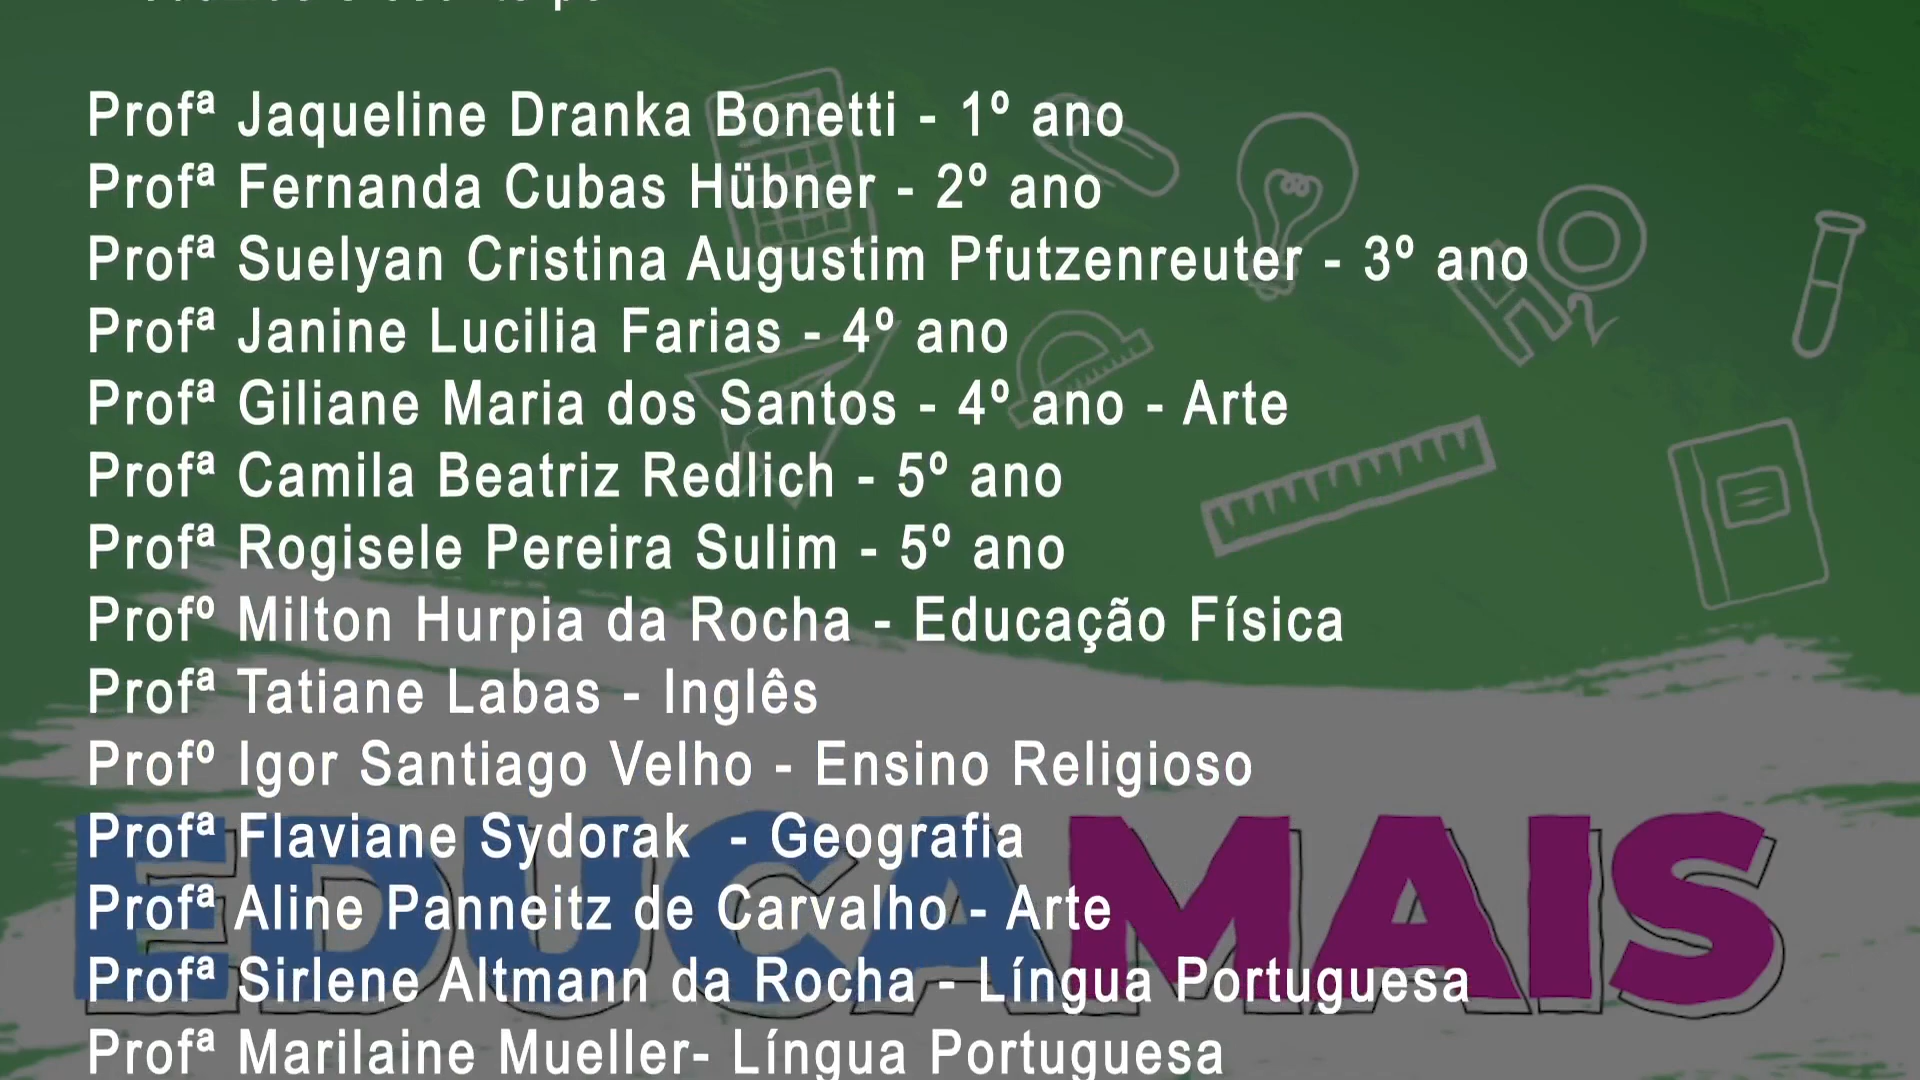 Profª Jaqueline Dranka Bonetti - 1º ano
Profª Fernanda Cubas Hübner - 2º ano
Profª Suelyan Cristina Augustim Pfutzenreuter - 3º ano
Profª Janine Lucilia Farias - 4º ano
Profª Giliane Maria dos Santos - 4º ano - Arte
Profª Camila Beatriz Redlich - 5º ano
Profª Rogisele Pereira Sulim - 5º ano
Profº Milton Hurpia da Rocha - Educação Física
Profª Tatiane Labas - Inglês
Profº Igor Santiago Velho - Ensino Religioso
Profª Flaviane Sydorak  - Geografia
Profª Aline Panneitz de Carvalho - Arte
Profª Sirlene Altmann da Rocha - Língua Portuguesa
Profª Marilaine Mueller- Língua Portuguesa
H2O
EDUCAMAIS